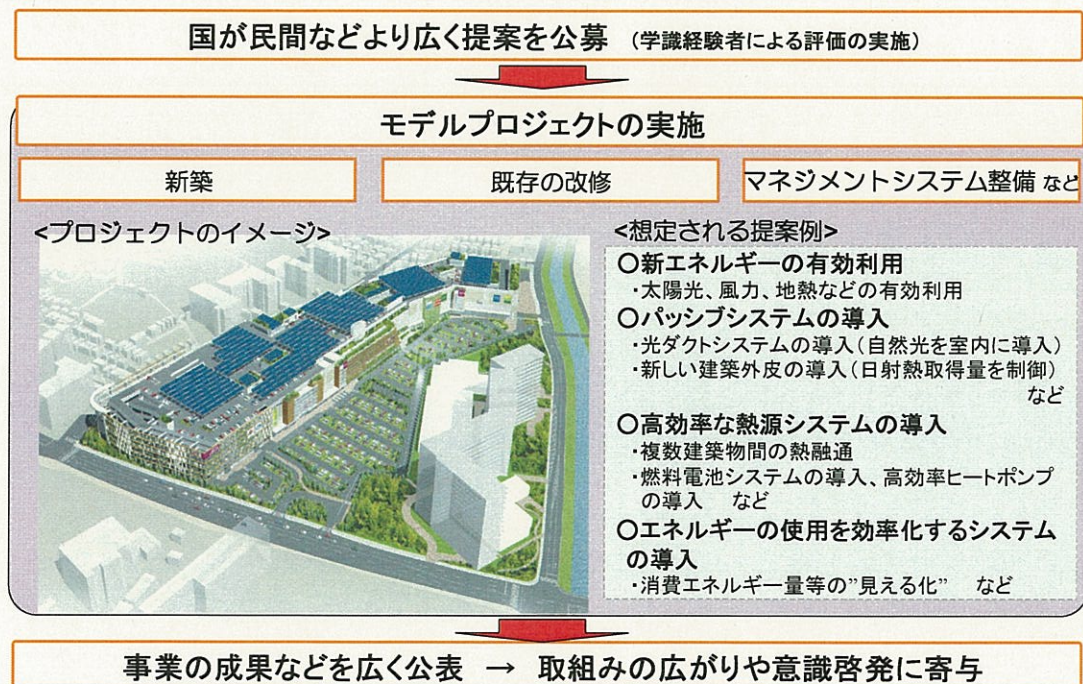 国が民間などより広く提案を公募 (学識経験者による評価の実施)
モデルプロジェクトの実施
新築
既存の改修
マネジメントシステム整備 など
<プロジェクトのイメージ>
<想定される提案例>
〇新エネルギーの有効利用
・太陽光、風力、地熱などの有効利用
〇パッシブシステムの導入
・光ダクトシステムの導入(自然光を室内に導入)
・新しい建築外皮の導入(日射熱取得量を制御)
など
〇高効率な熱源システムの導入
・複数建築物間の熱融通
・燃料電池システムの導入、高効率ヒートポンプ
の導入 など
〇エネルギーの使用を効率化するシステム
の導入
・消費エネルギー量等の”見える化” など
事業の成果などを広く公表 → 取組みの広がりや意識啓発に寄与